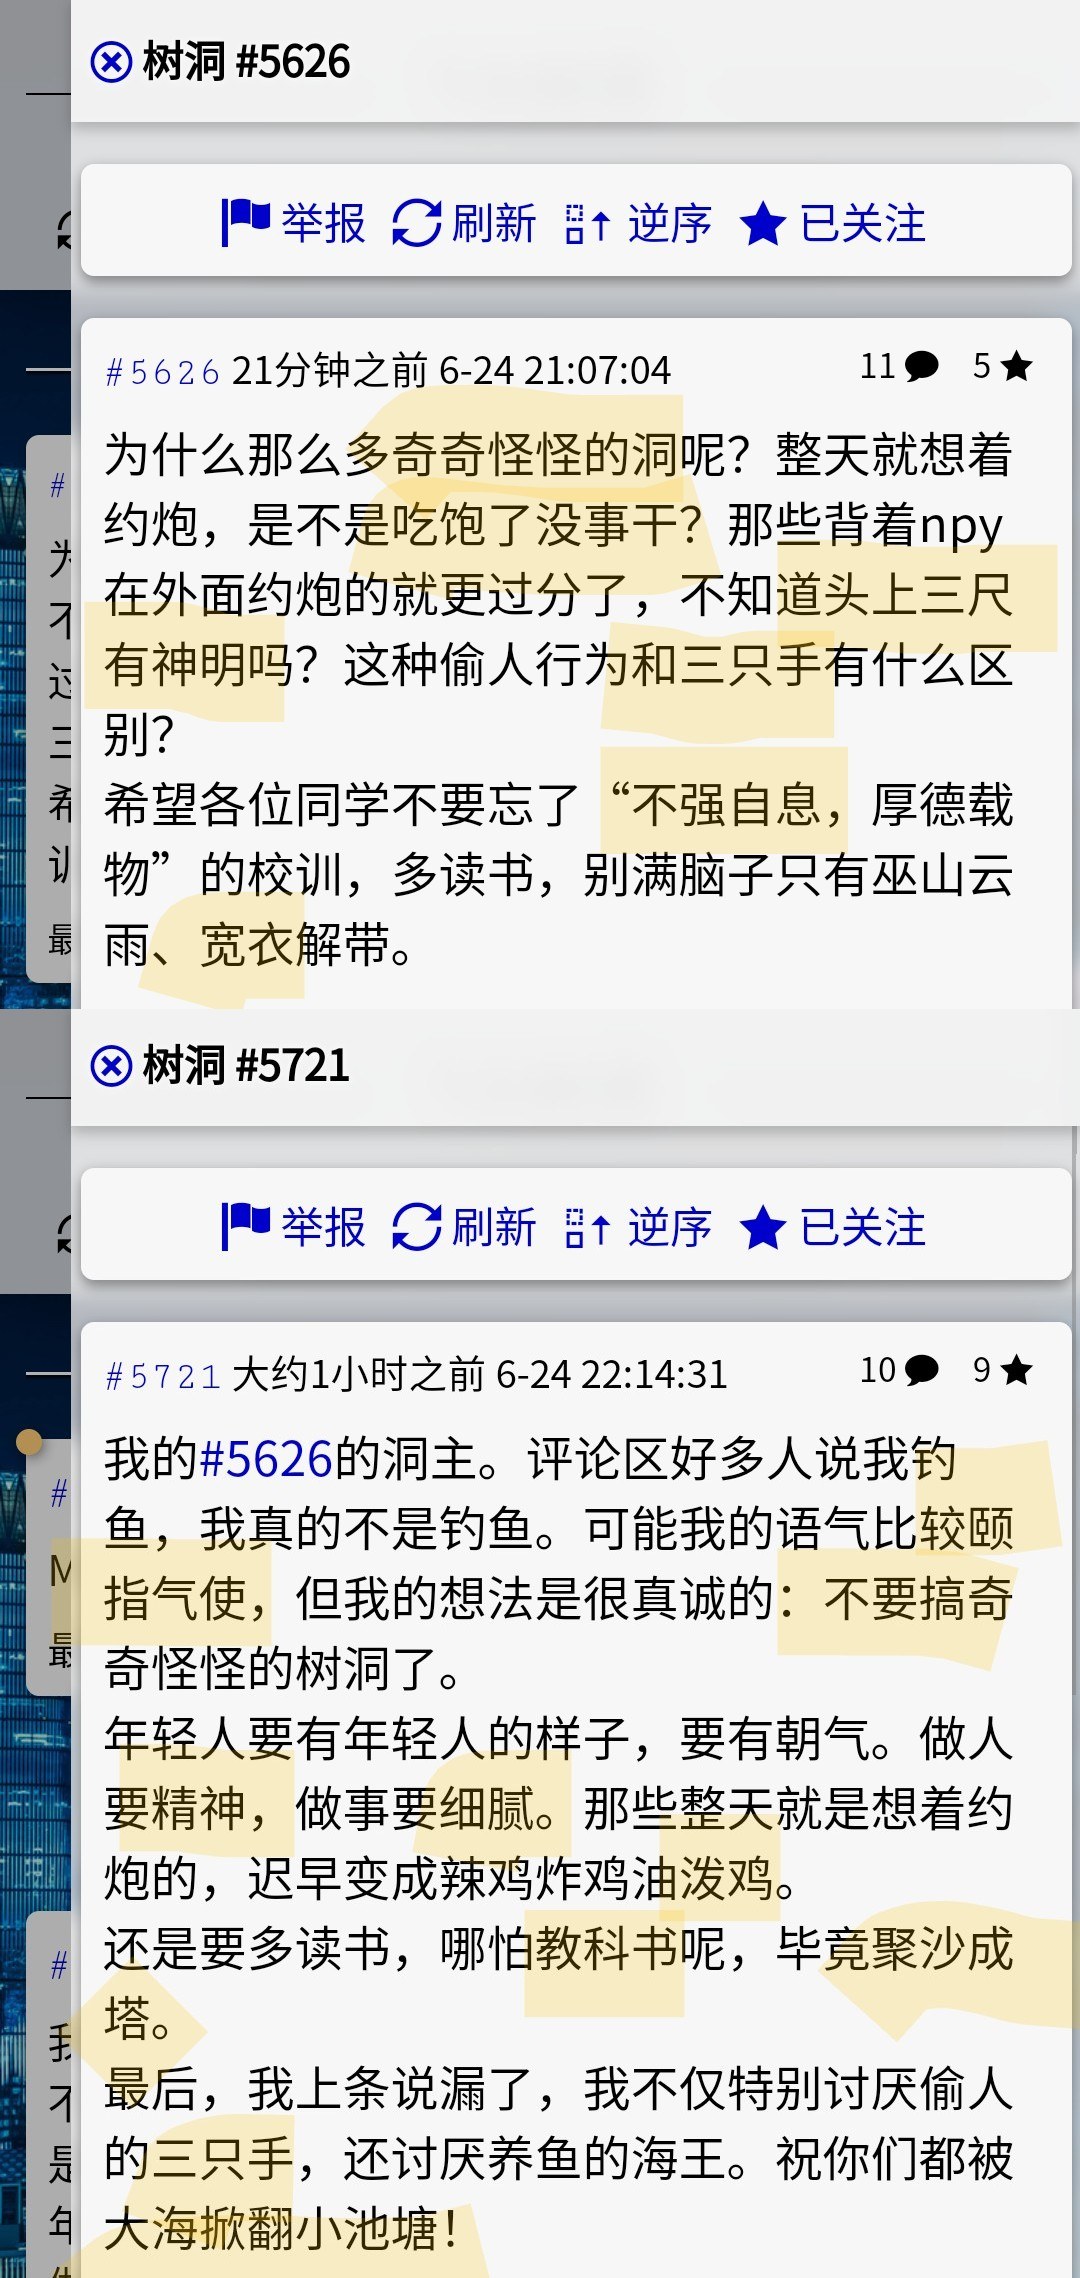 树洞 #5626
举报 刷新 逆序 已关注
#5626 21分钟之前 6-24 21:07:04 11 5
为什么那么多奇奇怪怪的洞呢？整天就想着
约炮，是不是吃饱了没事干？那些背着npy
在外面约炮的就更过分了，不知道头上三尺
有神明吗？这种偷人行为和三只手有什么区
别？
希望各位同学不要忘了“不强自息，厚德载
物”的校训，多读书，别满脑子只有巫山云
雨、宽衣解带。
树洞 #5721
举报 刷新 逆序 已关注
#5721 大约1小时之前 6-24 22:14:31 10 9
我的#5626的洞主。评论区好多人说我钓
鱼，我真的不是钓鱼。可能我的语气比较颐
指气使，但我的想法是很真诚的：不要搞奇
奇怪怪的树洞了。
年轻人要有年轻人的样子，要有朝气。做人
要精神，做事要细腻。那些整天就是想着约
炮的，迟早变成辣鸡炸鸡油泼鸡。
还是要多读书，哪怕教科书呢，毕竟聚沙成
塔。
最后，我上条说漏了，我不仅特别讨厌偷人
的三只手，还讨厌养鱼的海王。祝你们都被
大海掀翻小池塘！